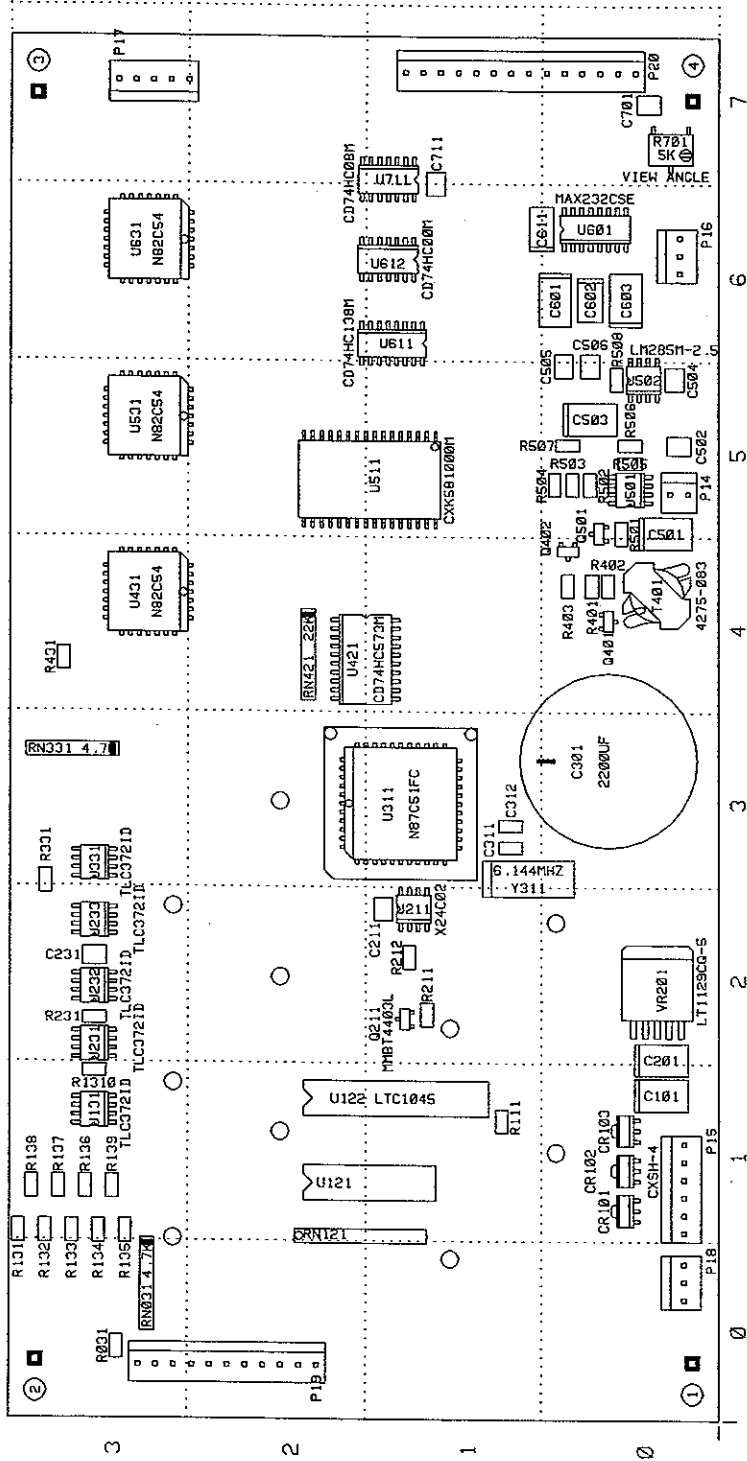 3
P17
P20
4
C701
R701
5K
VIEW ANGLE
7
CD74HC08M
U711
C711
U631
N82C54
MAX232CSE
C611
U601
P16
CD74HC00M
U612
C601
C602
C603
6
CD74HC138M
U611
C505
C506
R508
LM285M-2.5
U502
C504
U531
N82C54
C503
R507
R506
C502
5
U511
CXK581000M
R504
R503
R502
R505
U501
P14
Q402
Q501
R501
C501
U431
N82C54
R403
R401
R402
T401
4275-083
Q401
4
R431
RN421 22K
U421
CD74HC573M
RN331 4.7K
C301
2200UF
U311
N87C51FC
C311
C312
3
R331
U331
TLC372ID
6.144MHZ
Y311
U233
TLC372ID
C211
U211
X24C02
C231
U232
TLC372ID
R212
VR201
LT1129CQ-5
2
R231
U231
TLC372ID
Q211
MMBT4403L
R211
C201
R1310
U131
TLC372ID
U122 LTC1045
R111
C101
CR103
CR102
CR101
CXSH-4
P15
R138
R137
R136
R139
U121
1
R131
R132
R133
R134
R135
RN031 4.7K
RN121
P18
R031
P19
0
2
1
3
2
1
0